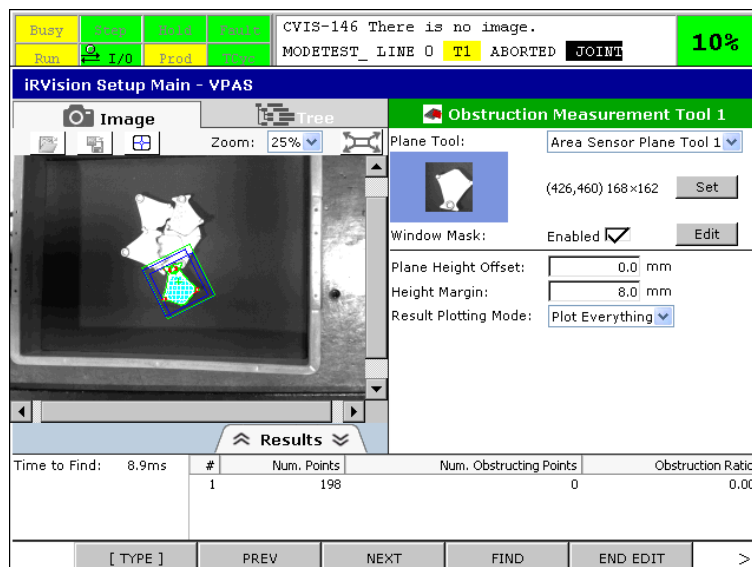 Busy Step Hold Fault CVIS-146 There is no image.
Run I/O Prod TCyc MODETEST_ LINE 0 T1 ABORTED JOINT 10%
iRVision Setup Main - VPAS
Image Tree Obstruction Measurement Tool 1
Zoom: 25% Plane Tool: Area Sensor Plane Tool 1
(426,460) 168×162 Set
Window Mask: Enabled Edit
Plane Height Offset: 0.0 mm
Height Margin: 8.0 mm
Result Plotting Mode: Plot Everything
Results
Time to Find: 8.9ms # Num. Points Num. Obstructing Points Obstruction Ratio
1 198 0 0.00
[ TYPE ] PREV NEXT FIND END EDIT >